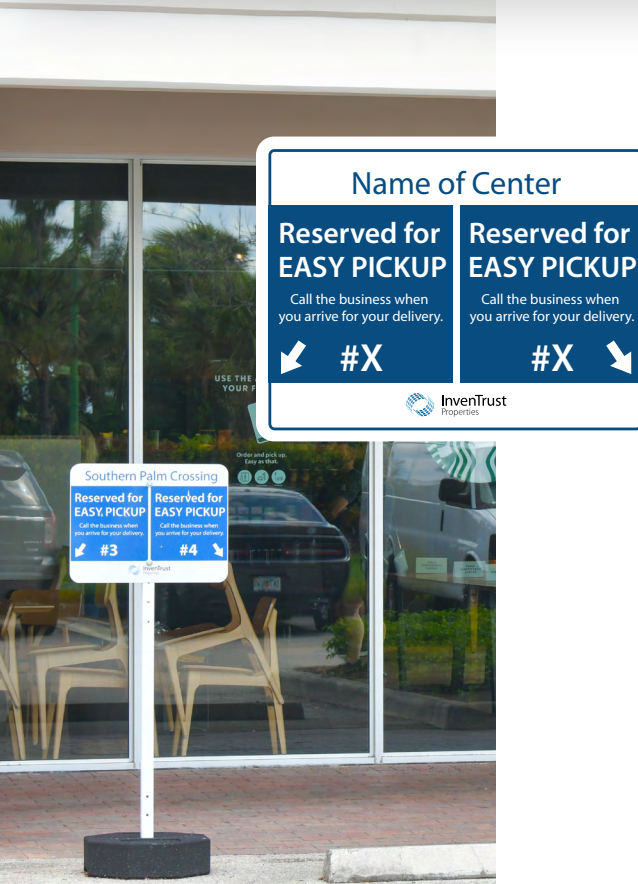 Name of Center
Reserved for
EASY PICKUP
Call the business when
you arrive for your delivery.
#X
Reserved for
EASY PICKUP
Call the business when
you arrive for your delivery.
#X
InvenTrust
Properties
USE THE
YOUR
Order and pick up.
Easy as that.
Southern Palm Crossing
Reserved for
EASY PICKUP
Call the business when
you arrive for your delivery.
#3
Reserved for
EASY PICKUP
Call the business when
you arrive for your delivery.
#4
InvenTrust
Properties